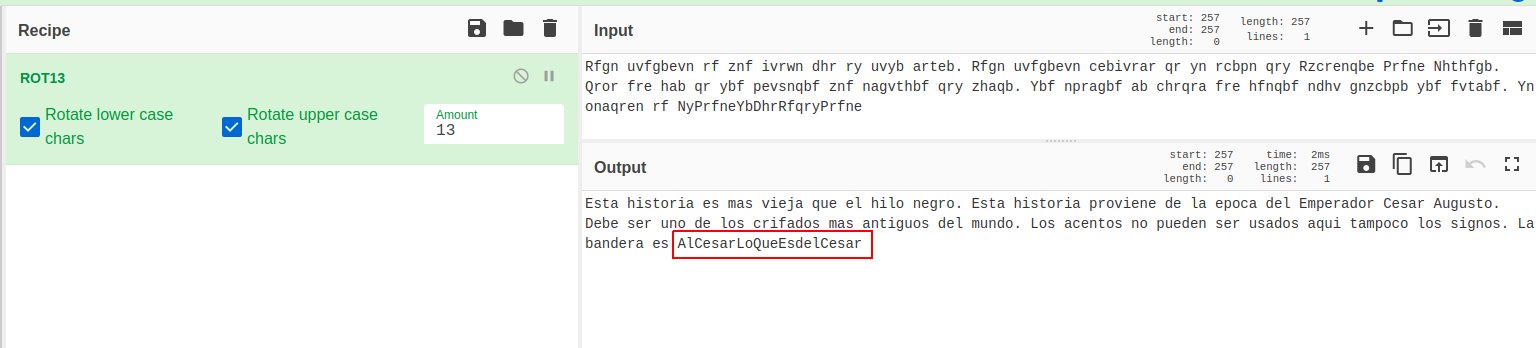 Recipe
ROT13
Rotate lower case chars
Rotate upper case chars
Amount
13
Input
start: 257
end: 257
length: 0
length: 257
lines: 1
Rfgn uvfgbevn rf znf ivrwn dhr ry uvyb arteb. Rfgn uvfgbevn cebivrar qr yn rcbpn qry Rzcrenqbe Prfne Nhthfgb.
Qror fre hab qr ybf pevsnqbf znf nagvthbf qry zhaqb. Ybf npragbf ab chrqra fre hfnqbf ndhv gnzcbpb ybf fvtabf. Yn
onaqren rf NyPrfneYbDhrRfqryPrfne
Output
start: 257
end: 257
length: 0
time: 2ms
length: 257
lines: 1
Esta historia es mas vieja que el hilo negro. Esta historia proviene de la epoca del Emperador Cesar Augusto.
Debe ser uno de los crifados mas antiguos del mundo. Los acentos no pueden ser usados aqui tampoco los signos. La
bandera es AlCesarLoQueEsdelCesar